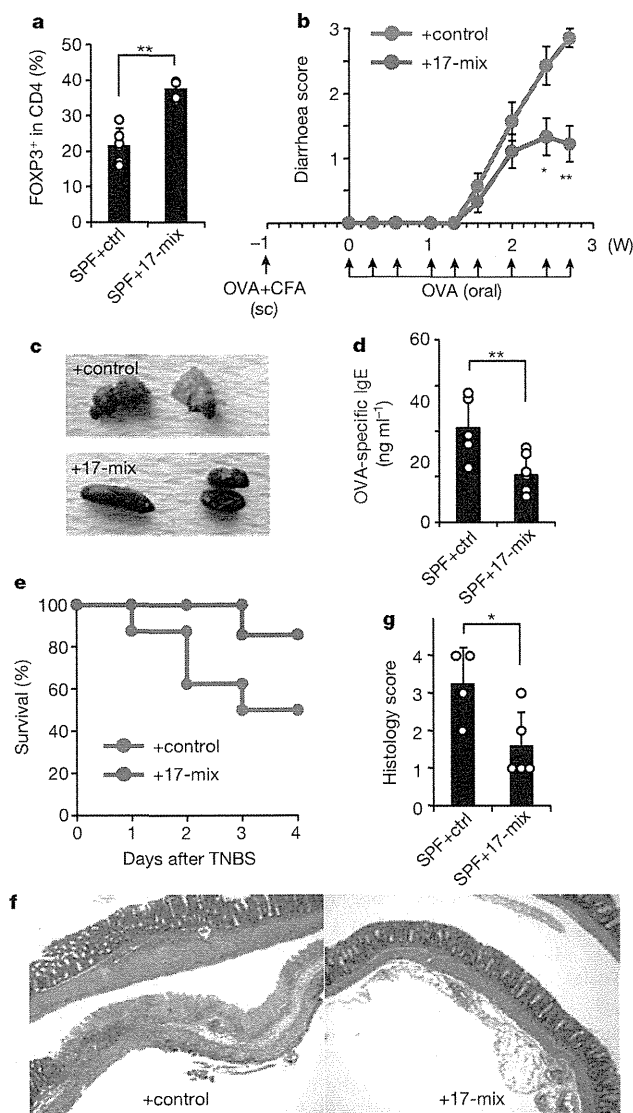 a
FOXP3⁺ in CD4 (%)
50
40
30
20
10
0
**
SPF+ctrl
SPF+17-mix
b
+control
+17-mix
Diarrhoea score
3
2
1
0
*
**
–1
0
1
2
3
(W)
OVA+CFA
(sc)
OVA (oral)
c
+control
+17-mix
d
OVA-specific IgE
(ng ml⁻¹)
60
40
20
0
**
SPF+ctrl
SPF+17-mix
e
Survival (%)
100
80
60
40
20
0
+control
+17-mix
0 1 2 3 4
Days after TNBS
g
Histology score
4
3
2
1
0
*
SPF+ctrl
SPF+17-mix
f
+control
+17-mix